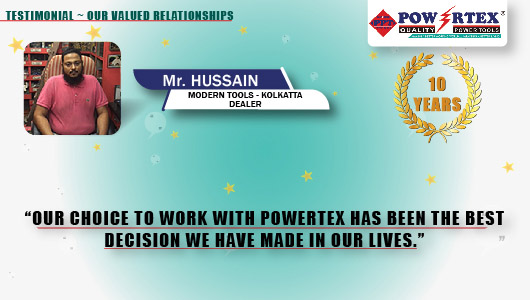 TESTIMONIAL ~ OUR VALUED RELATIONSHIPS
PPT POWERTEX
QUALITY POWER TOOLS
Mr. HUSSAIN
MODERN TOOLS - KOLKATTA
DEALER
10
YEARS
“OUR CHOICE TO WORK WITH POWERTEX HAS BEEN THE BEST
DECISION WE HAVE MADE IN OUR LIVES.”